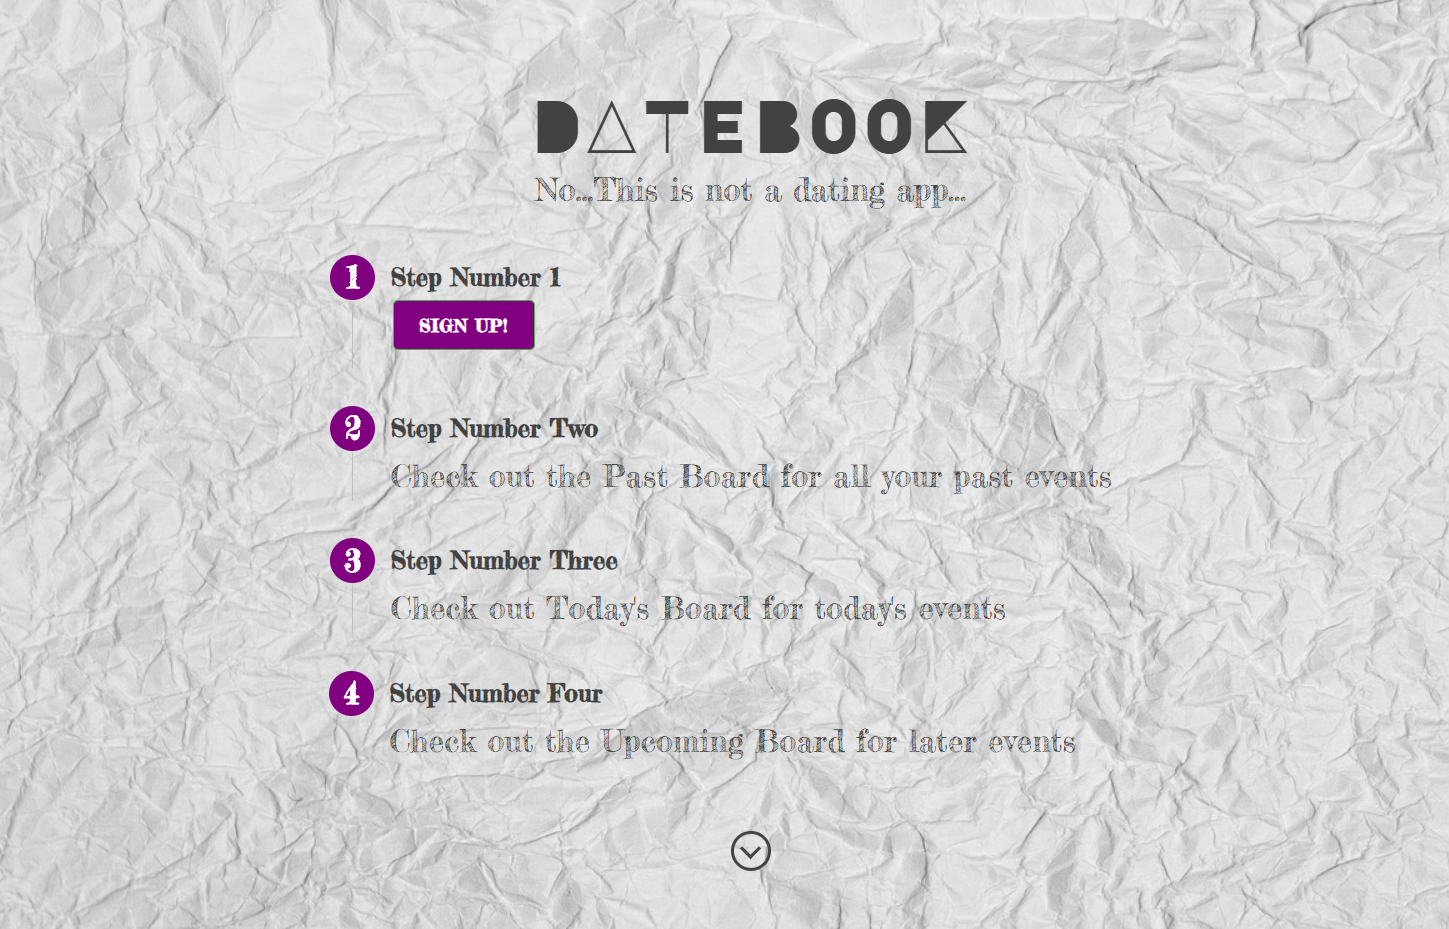 DATEBOOK
No...This is not a dating app...
1 Step Number 1
SIGN UP!
2 Step Number Two
Check out the Past Board for all your past events
3 Step Number Three
Check out Today's Board for today's events
4 Step Number Four
Check out the Upcoming Board for later events